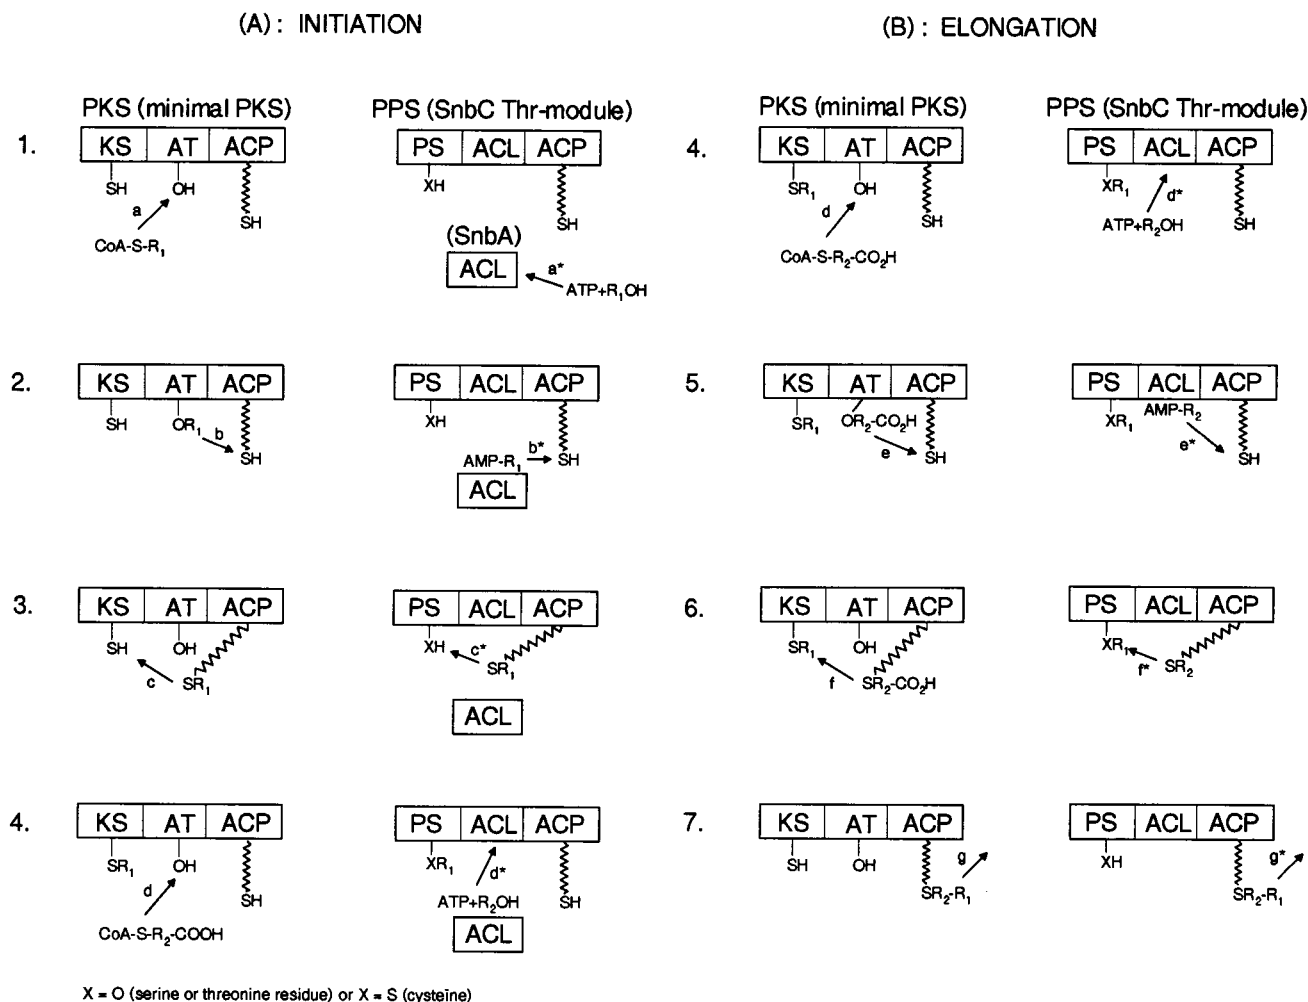 (A): INITIATION
PKS (minimal PKS) PPS (SnbC Thr-module)
1.
KS AT ACP
SH OH SH
a
CoA-S-R₁
PS ACL ACP
XH SH
(SnbA)
ACL
a*
ATP+R₁OH
2.
KS AT ACP
SH OR₁ SH
b
PS ACL ACP
XH
AMP-R₁ b* SH
ACL
3.
KS AT ACP
SH OH
c SR₁
PS ACL ACP
XH c* SR₁
ACL
4.
KS AT ACP
SR₁ OH SH
d
CoA-S-R₂-COOH
PS ACL ACP
XR₁ d* SH
ATP+R₂OH
ACL
(B): ELONGATION
PKS (minimal PKS) PPS (SnbC Thr-module)
4.
KS AT ACP
SR₁ OH SH
d
CoA-S-R₂-CO₂H
PS ACL ACP
XR₁ d* SH
ATP+R₂OH
5.
KS AT ACP
SR₁ OR₂-CO₂H SH
e
PS ACL ACP
XR₁ AMP-R₂ SH
e*
6.
KS AT ACP
SR₁ OH
f SR₂-CO₂H
PS ACL ACP
XR₁ f* SR₂
7.
KS AT ACP
SH OH g
SR₂-R₁
PS ACL ACP
XH g*
SR₂-R₁
X = O (serine or threonine residue) or X = S (cysteïne)